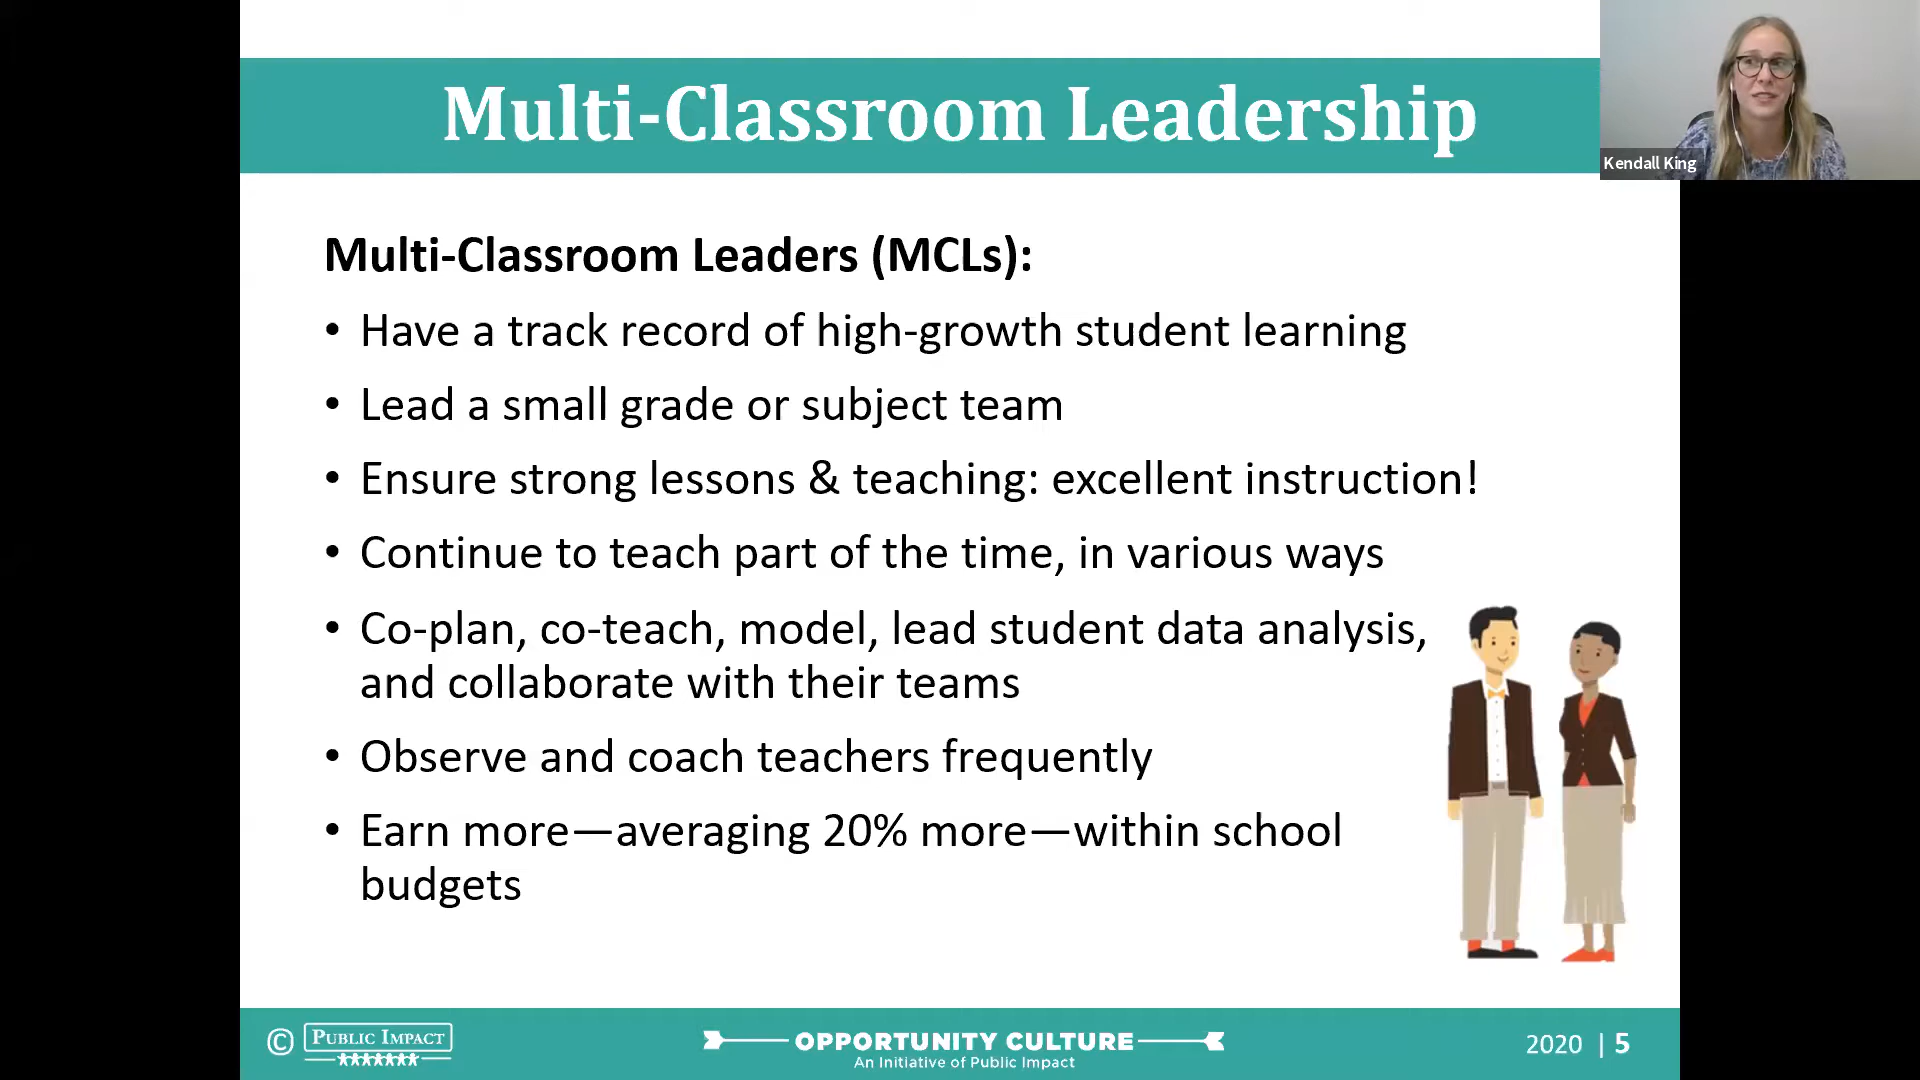 Multi-Classroom Leadership
Kendall King
Multi-Classroom Leaders (MCLs):
• Have a track record of high-growth student learning
• Lead a small grade or subject team
• Ensure strong lessons & teaching: excellent instruction!
• Continue to teach part of the time, in various ways
• Co-plan, co-teach, model, lead student data analysis,
and collaborate with their teams
• Observe and coach teachers frequently
• Earn more—averaging 20% more—within school
budgets
© PUBLIC IMPACT
OPPORTUNITY CULTURE
An Initiative of Public Impact
2020 | 5